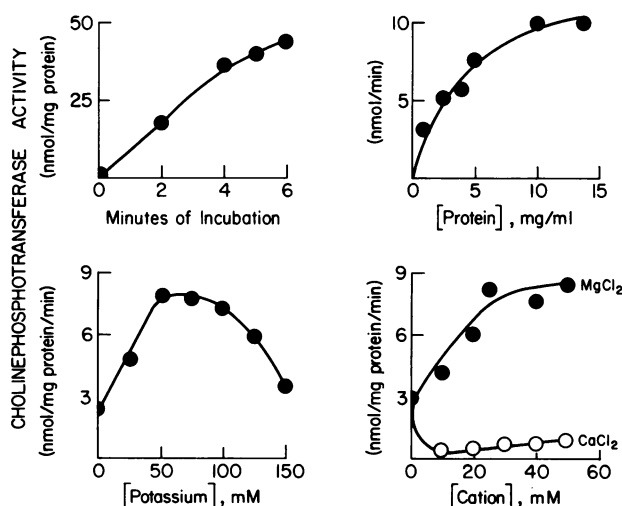 CHOLINEPHOSPHOTRANSFERASE ACTIVITY
(nmol/mg protein)
50
25
0 2 4 6
Minutes of Incubation
(nmol/min)
10
5
0 5 10 15
[Protein] , mg/ml
(nmol/mg protein/min)
9
6
3
0 50 100 150
[Potassium] , mM
(nmol/mg protein/min)
9
6
3
0 20 40 60
[Cation] , mM
MgCl2
CaCl2